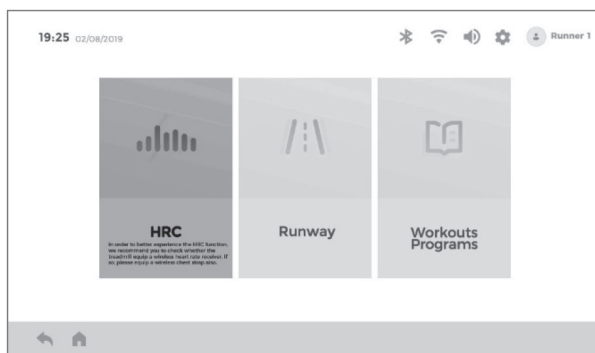 19:25 02/08/2019
Runner 1
HRC
In order to better experience the HRC function,
we recommend you to check whether the
treadmill equip a wireless heart rate receiver. If
so, please equip a wireless chest strap also.
Runway
Workouts
Programs